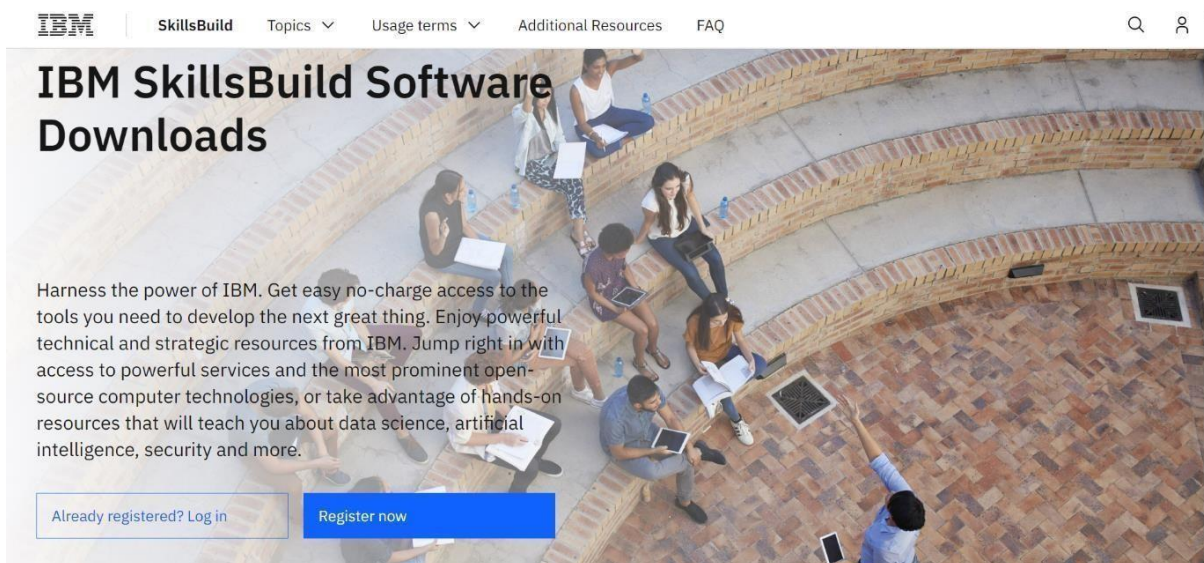 IBM SkillsBuild Topics Usage terms Additional Resources FAQ
IBM SkillsBuild Software
Downloads
Harness the power of IBM. Get easy no-charge access to the
tools you need to develop the next great thing. Enjoy powerful
technical and strategic resources from IBM. Jump right in with
access to powerful services and the most prominent open-
source computer technologies, or take advantage of hands-on
resources that will teach you about data science, artificial
intelligence, security and more.
Already registered? Log in Register now